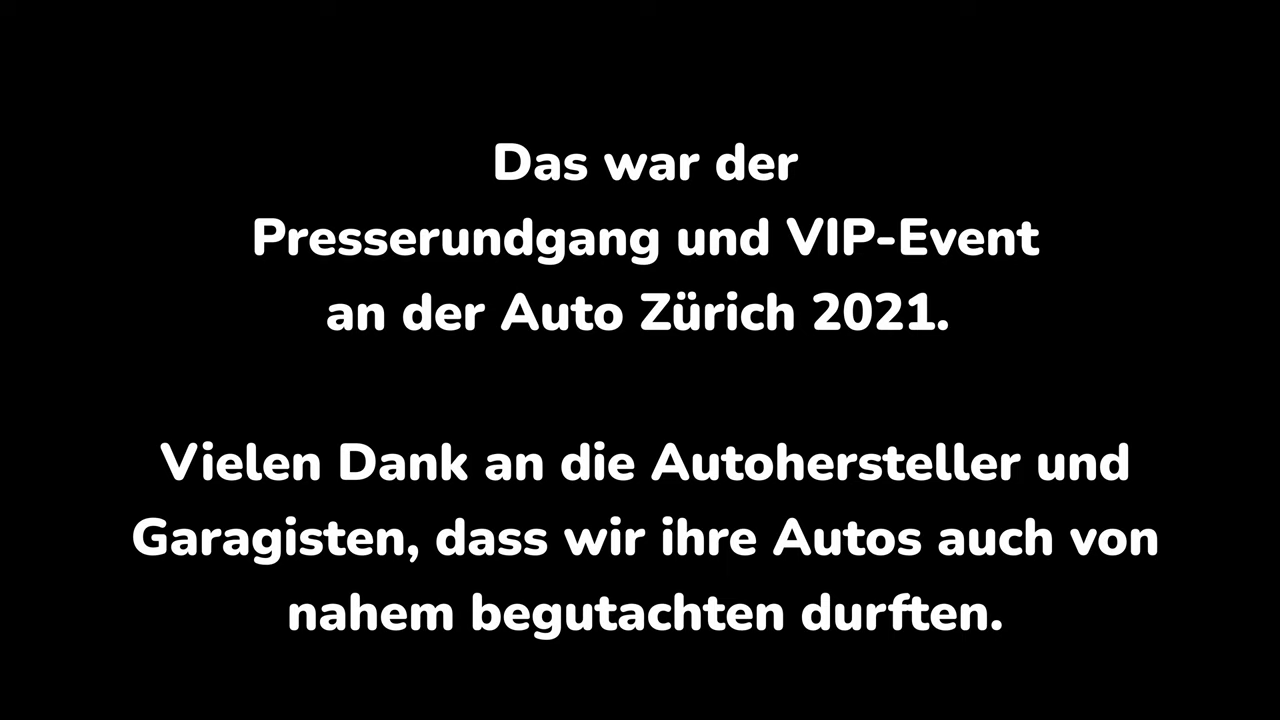 Das war der
Presserundgang und VIP-Event
an der Auto Zürich 2021.
Vielen Dank an die Autohersteller und
Garagisten, dass wir ihre Autos auch von
nahem begutachten durften.